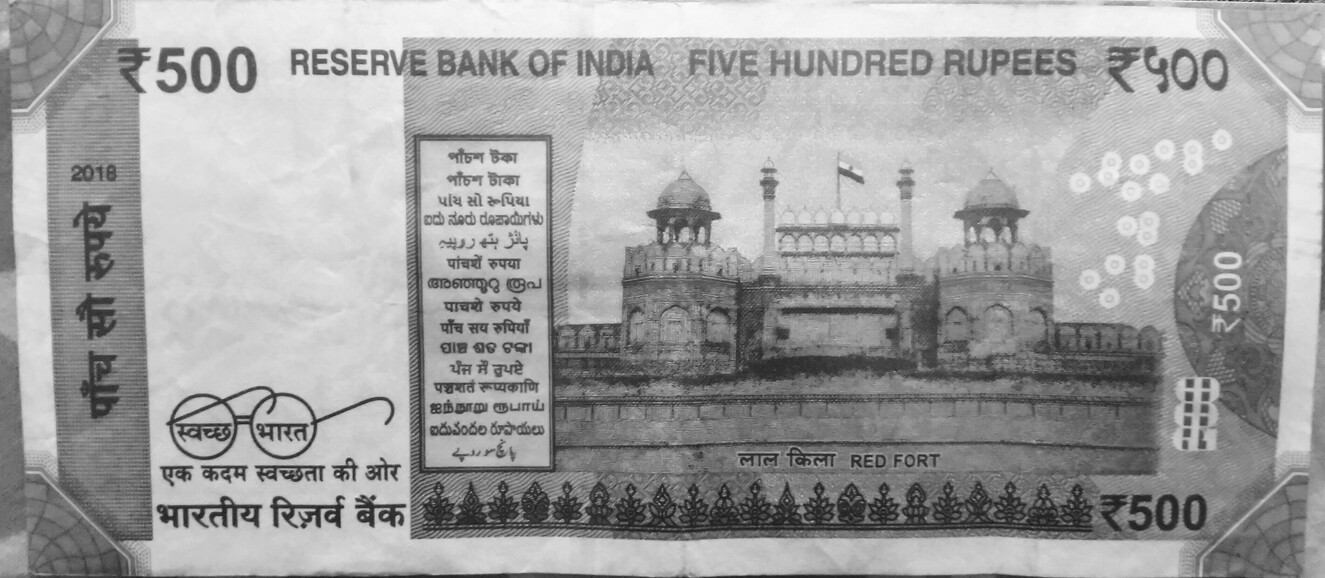 ₹500 RESERVE BANK OF INDIA FIVE HUNDRED RUPEES ₹५००
2018
पाँच सौ रुपये
পাঁচশ টকা
পাঁচশ টাকা
પાંચ સો રૂપિયા
ಐದು ನೂರು ರೂಪಾಯಿಗಳು
پانژھ ہتھ روپیہ
पांचशें रुपया
അഞ്ഞൂറു രൂപ
पाचशे रुपये
पाँच सय रुपियाँ
ପାଞ୍ଚ ଶତ ଟଙ୍କା
ਪੰਜ ਸੌ ਰੁਪਏ
पञ्चशतं रूप्यकाणि
ஐந்நூறு ரூபாய்
ఐదువందల రూపాయలు
پانچ سو روپے
₹500
स्वच्छ भारत
एक कदम स्वच्छता की ओर
भारतीय रिज़र्व बैंक
लाल किला RED FORT
₹500